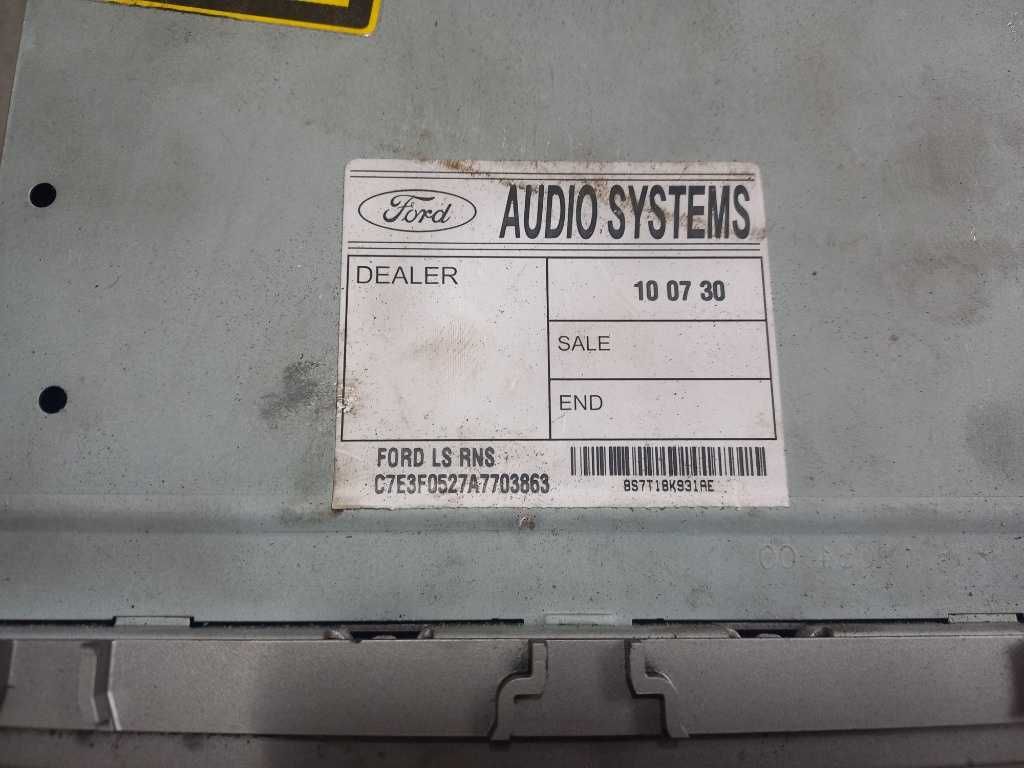 Ford AUDIO SYSTEMS
DEALER
10 07 30
SALE
END
FORD LS RNS
C7E3F0527A7703863
8S7T18K931AE